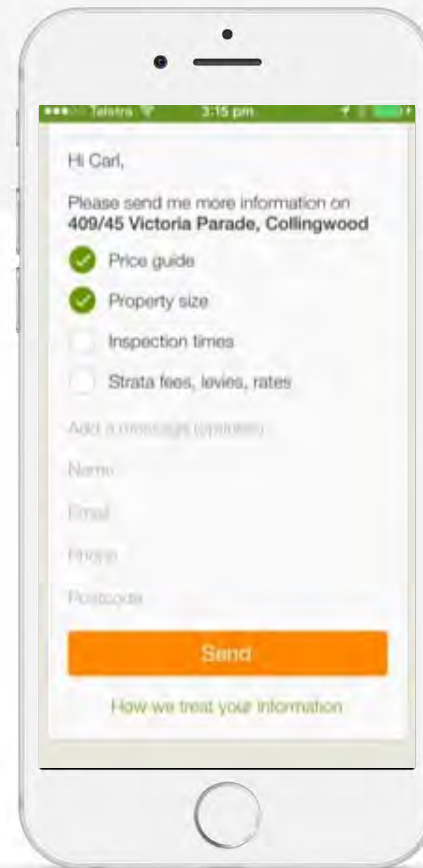 Telstra 3:15 pm
Hi Carl,
Please send me more information on
409/45 Victoria Parade, Collingwood
Price guide
Property size
Inspection times
Strata fees, levies, rates
Add a message (optional)
Name
Email
Phone
Postcode
Send
How we treat your information